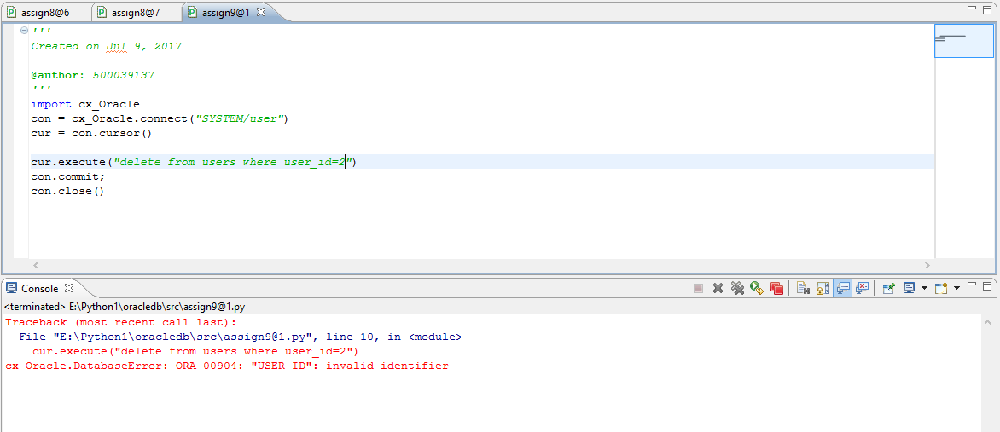 assign8@6 assign8@7 assign9@1
'''
Created on Jul 9, 2017
@author: 500039137
'''
import cx_Oracle
con = cx_Oracle.connect("SYSTEM/user")
cur = con.cursor()
cur.execute("delete from users where user_id=2")
con.commit;
con.close()
Console
<terminated> E:\Python1\oracledb\src\assign9@1.py
Traceback (most recent call last):
File "E:\Python1\oracledb\src\assign9@1.py", line 10, in <module>
cur.execute("delete from users where user_id=2")
cx_Oracle.DatabaseError: ORA-00904: "USER_ID": invalid identifier